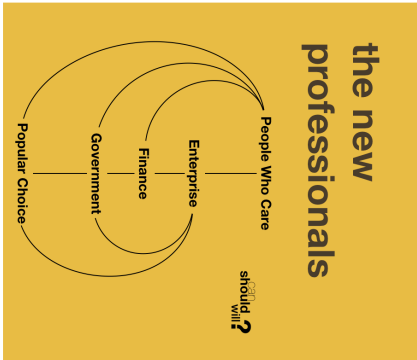 the new
professionals
People Who Care
Enterprise
Finance
Government
Popular Choice
can
should
will?